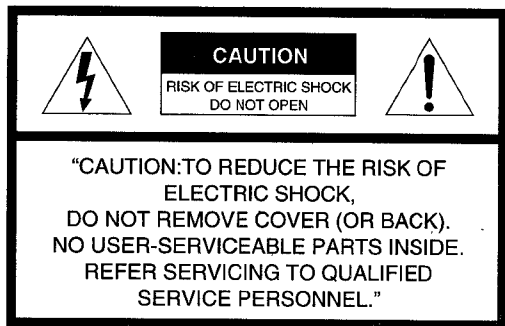 CAUTION
RISK OF ELECTRIC SHOCK
DO NOT OPEN
“CAUTION:TO REDUCE THE RISK OF
ELECTRIC SHOCK,
DO NOT REMOVE COVER (OR BACK).
NO USER-SERVICEABLE PARTS INSIDE.
REFER SERVICING TO QUALIFIED
SERVICE PERSONNEL.”